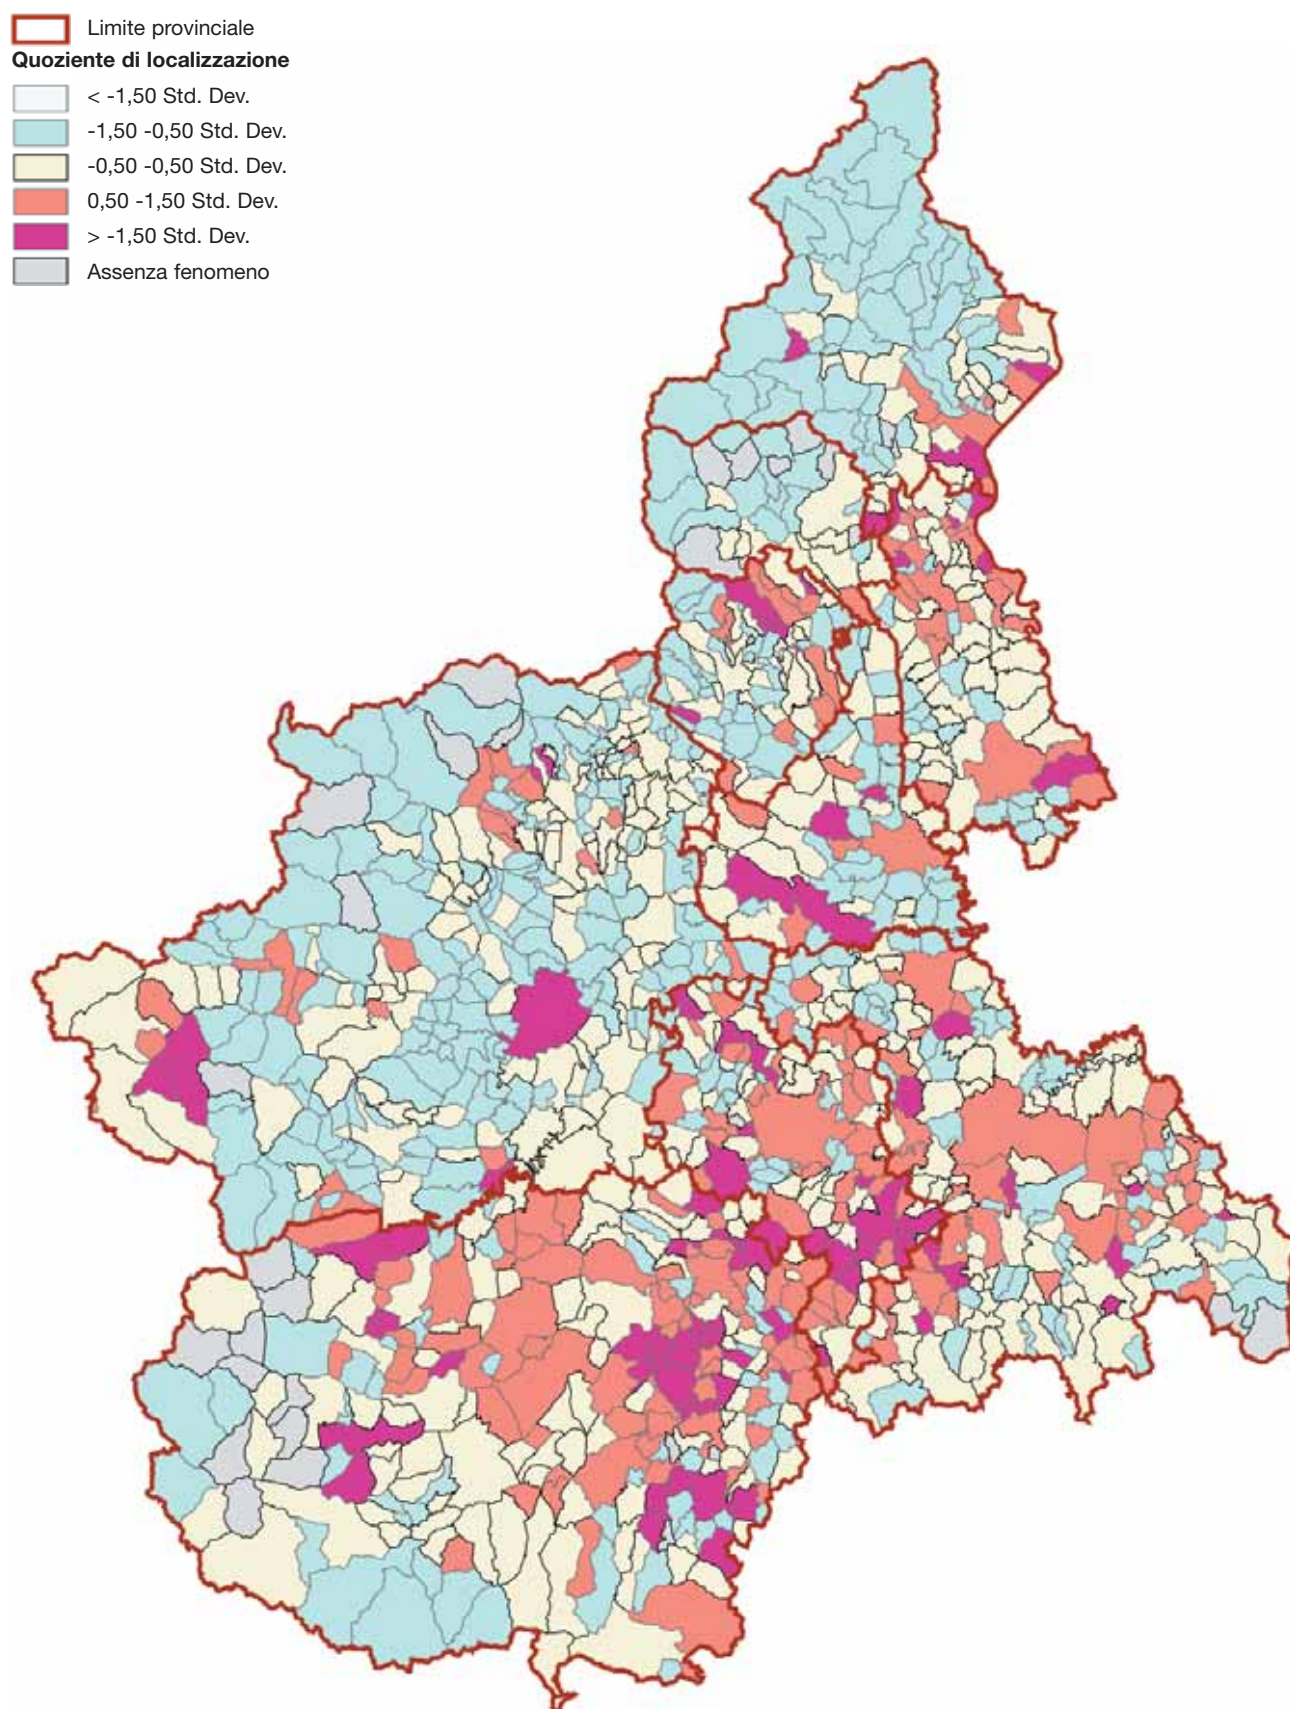 Limite provinciale
Quoziente di localizzazione
< -1,50 Std. Dev.
-1,50 -0,50 Std. Dev.
-0,50 -0,50 Std. Dev.
0,50 -1,50 Std. Dev.
> -1,50 Std. Dev.
Assenza fenomeno